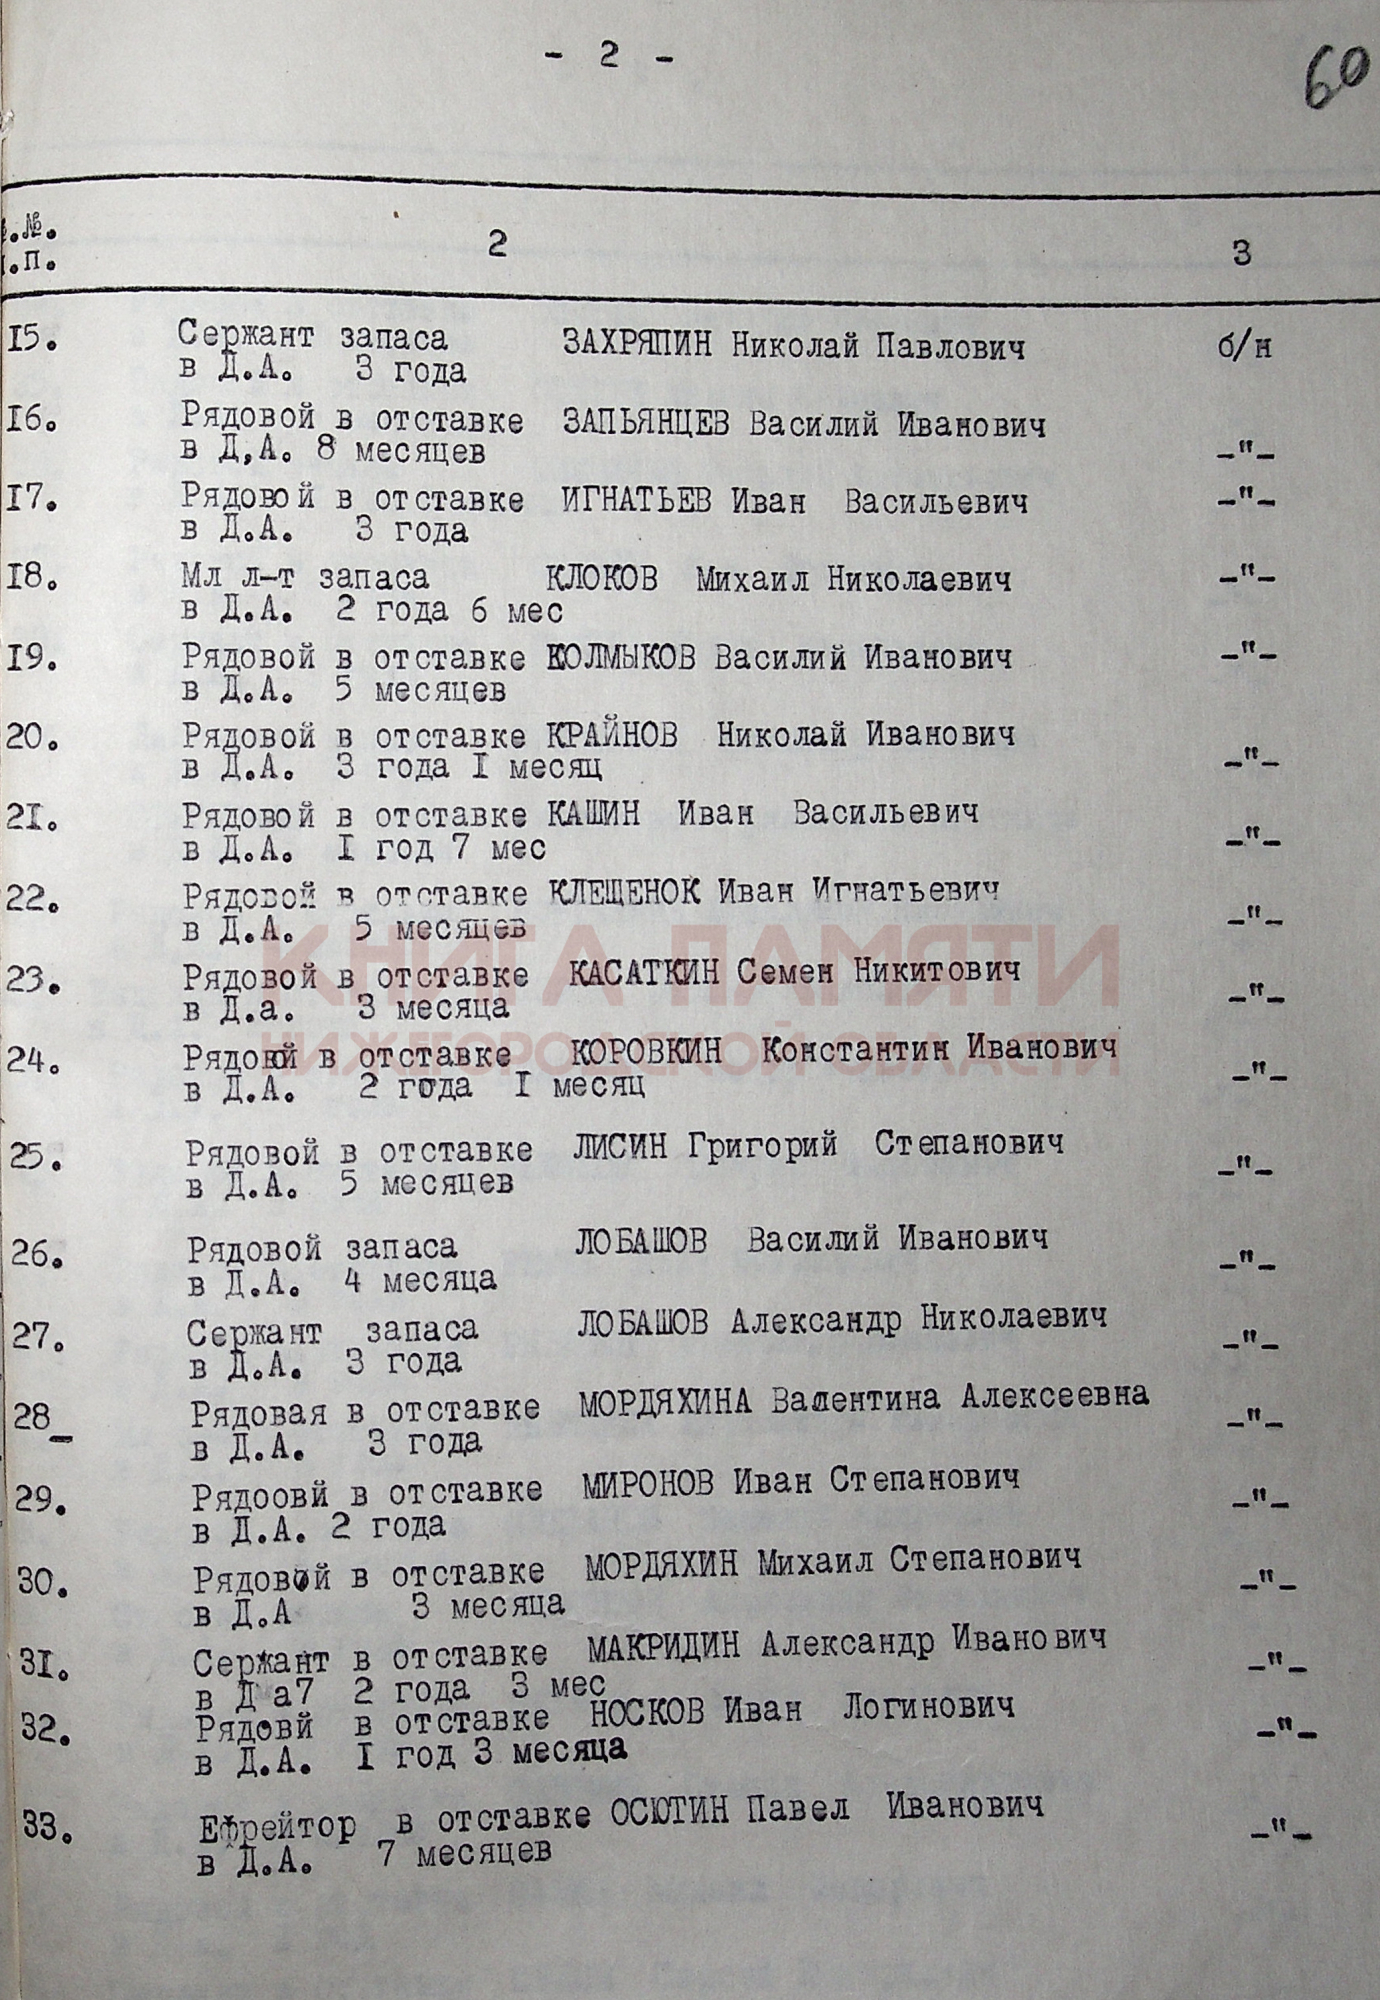 - 2 -
60
№.№.
п.п.
2
3
15. Сержант запаса ЗАХРЯПИН Николай Павлович б/н
в Д.А. 3 года
16. Рядовой в отставке ЗАПЬЯНЦЕВ Василий Иванович
в Д,А. 8 месяцев -"-
17. Рядовой в отставке ИГНАТЬЕВ Иван Васильевич -"-
в Д.А. 3 года
18. Мл л-т запаса КЛОКОВ Михаил Николаевич -"-
в Д.А. 2 года 6 мес
19. Рядовой в отставке КОЛМЫКОВ Василий Иванович -"-
в Д.А. 5 месяцев
20. Рядовой в отставке КРАЙНОВ Николай Иванович
в Д.А. 3 года I месяц -"-
21. Рядовой в отставке КАШИН Иван Васильевич
в Д.А. I год 7 мес -"-
22. Рядовой в отставке КЛЕЩЕНОК Иван Игнатьевич
в Д.А. 5 месяцев -"-
КНИГА ПАМЯТИ
23. Рядовой в отставке КАСАТКИН Семен Никитович
в Д.а. 3 месяца -"-
НИЖЕГОРОДСКОЙ ОБЛАСТИ
24. Рядовой в отставке КОРОВКИН Константин Иванович
в Д.А. 2 года I месяц -"-
25. Рядовой в отставке ЛИСИН Григорий Степанович
в Д.А. 5 месяцев -"-
26. Рядовой запаса ЛОБАШОВ Василий Иванович
в Д.А. 4 месяца -"-
27. Сержант запаса ЛОБАШОВ Александр Николаевич
в Д.А. 3 года -"-
28_ Рядовая в отставке МОРДЯХИНА Валентина Алексеевна
в Д.А. 3 года -"-
29. Рядоовй в отставке МИРОНОВ Иван Степанович
в Д.А. 2 года -"-
30. Рядовой в отставке МОРДЯХИН Михаил Степанович
в Д.А 3 месяца -"-
31. Сержант в отставке МАКРИДИН Александр Иванович
в Д а7 2 года 3 мес -"-
32. Рядовй в отставке НОСКОВ Иван Логинович
в Д.А. I год 3 месяца -"-
33. Ефрейтор в отставке ОСЮТИН Павел Иванович
в Д.А. 7 месяцев -"-